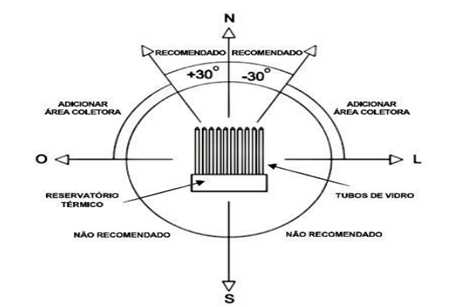 N
RECOMENDADO RECOMENDADO
+30° -30°
ADICIONAR
ÁREA COLETORA
ADICIONAR
ÁREA COLETORA
O
L
RESERVATÓRIO
TÉRMICO
TUBOS DE VIDRO
NÃO RECOMENDADO
NÃO RECOMENDADO
S